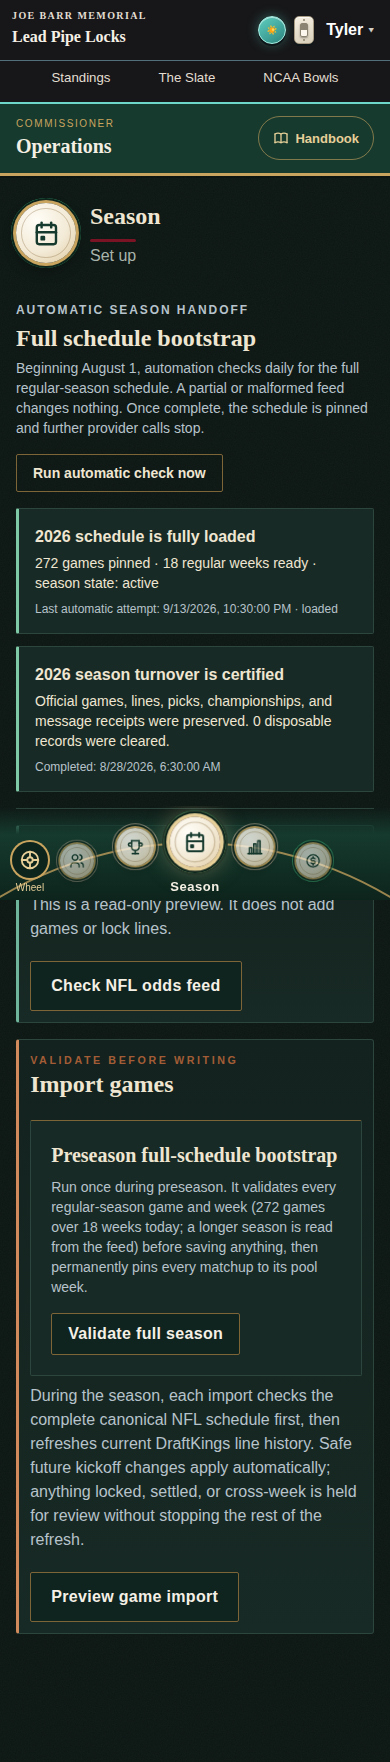 JOE BARR MEMORIAL
Lead Pipe Locks
Tyler
Standings
The Slate
NCAA Bowls
COMMISSIONER
Operations
Handbook
Season
Set up
AUTOMATIC SEASON HANDOFF
Full schedule bootstrap
Beginning August 1, automation checks daily for the full
regular-season schedule. A partial or malformed feed
changes nothing. Once complete, the schedule is pinned
and further provider calls stop.
Run automatic check now
2026 schedule is fully loaded
272 games pinned · 18 regular weeks ready ·
season state: active
Last automatic attempt: 9/13/2026, 10:30:00 PM · loaded
2026 season turnover is certified
Official games, lines, picks, championships, and
message receipts were preserved. 0 disposable
records were cleared.
Completed: 8/28/2026, 6:30:00 AM
Wheel
Season
This is a read-only preview. It does not add
games or lock lines.
Check NFL odds feed
VALIDATE BEFORE WRITING
Import games
Preseason full-schedule bootstrap
Run once during preseason. It validates every
regular-season game and week (272 games
over 18 weeks today; a longer season is read
from the feed) before saving anything, then
permanently pins every matchup to its pool
week.
Validate full season
During the season, each import checks the
complete canonical NFL schedule first, then
refreshes current DraftKings line history. Safe
future kickoff changes apply automatically;
anything locked, settled, or cross-week is held
for review without stopping the rest of the
refresh.
Preview game import